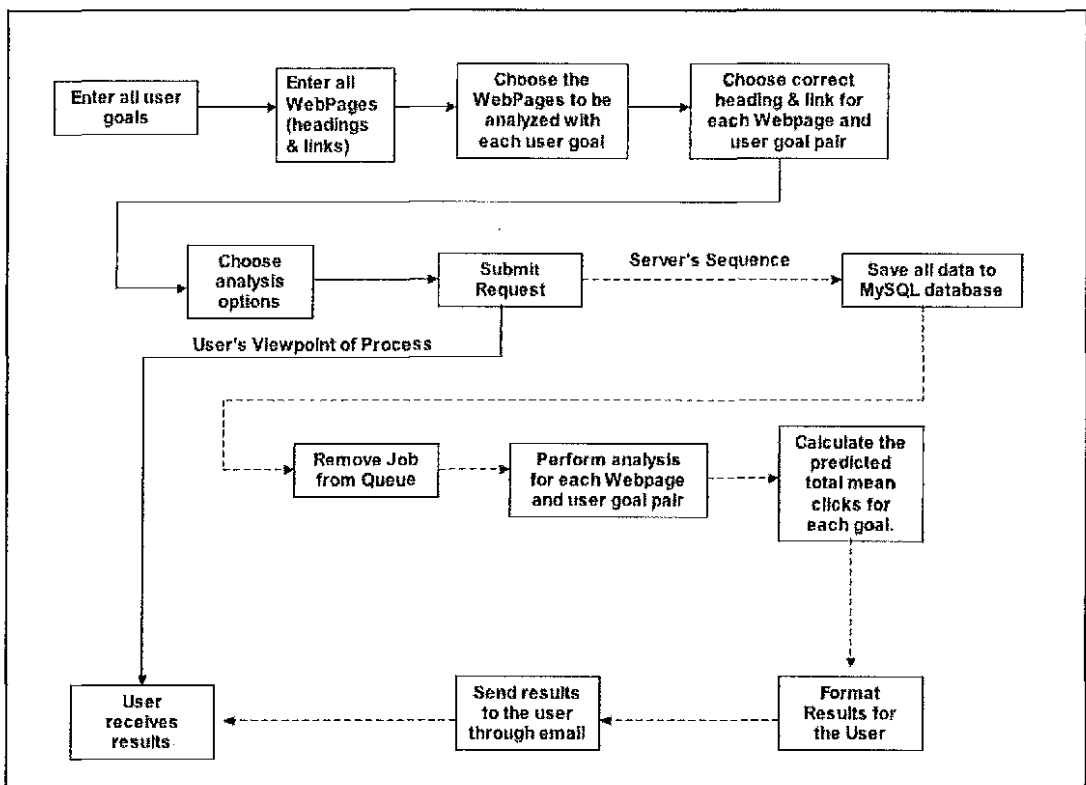 Enter all user
goals
Enter all
WebPages
(headings
& links)
Choose the
WebPages to be
analyzed with
each user goal
Choose correct
heading & link for
each Webpage and
user goal pair
Choose
analysis
options
Submit
Request
Server's Sequence
Save all data to
MySQL database
User's Viewpoint of Process
Remove Job
from Queue
Perform analysis
for each Webpage
and user goal pair
Calculate the
predicted
total mean
clicks for
each goal.
User
receives
results
Send results
to the user
through email
Format
Results for
the User